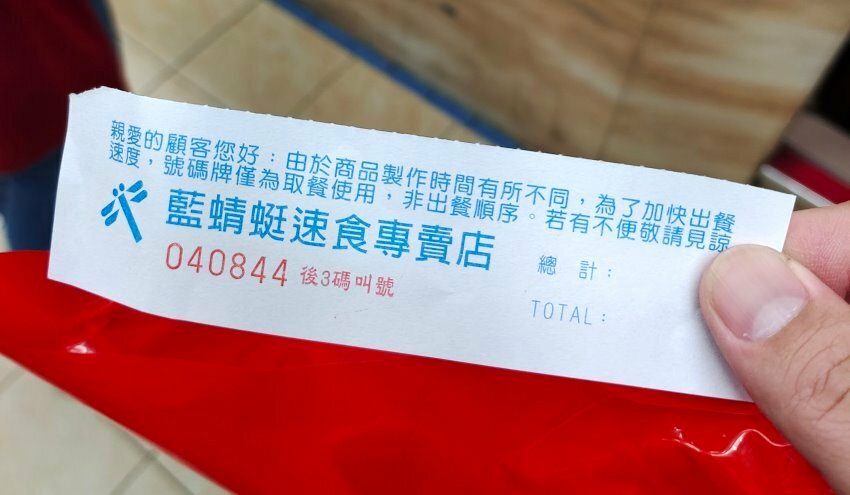 親愛的顧客您好：由於商品製作時間有所不同，為了加快出餐
速度，號碼牌僅為取餐使用，非出餐順序。若有不便敬請見諒
藍蜻蜓速食專賣店
040844 後3碼叫號
總 計：
TOTAL：